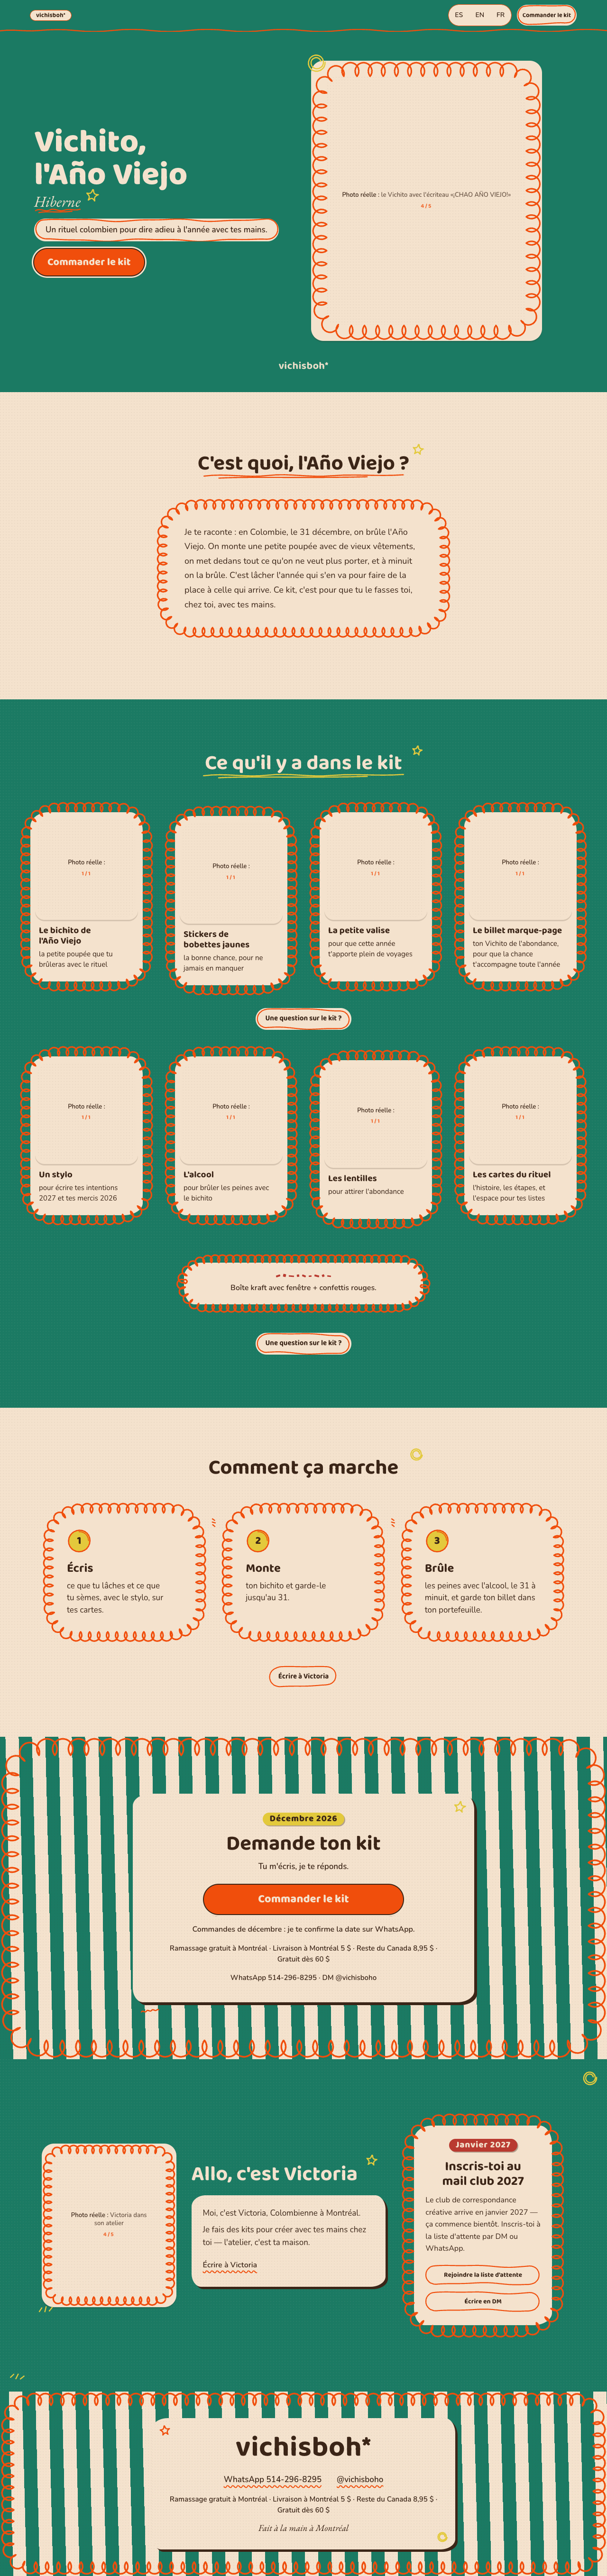 vichisboh*
ES EN FR
Commander le kit
Vichito,
l'Año Viejo
Hiberne
Un rituel colombien pour dire adieu à l'année avec tes mains.
Commander le kit
Photo réelle : le Vichito avec l'écriteau «¡CHAO AÑO VIEJO!»
4 / 5
vichisboh*
C'est quoi, l'Año Viejo ?
Je te raconte : en Colombie, le 31 décembre, on brûle l'Año
Viejo. On monte une petite poupée avec de vieux vêtements,
on met dedans tout ce qu'on ne veut plus porter, et à minuit
on la brûle. C'est lâcher l'année qui s'en va pour faire de la
place à celle qui arrive. Ce kit, c'est pour que tu le fasses toi,
chez toi, avec tes mains.
Ce qu'il y a dans le kit
Photo réelle :
1 / 1
Le bichito de
l'Año Viejo
la petite poupée que tu
brûleras avec le rituel
Photo réelle :
1 / 1
Stickers de
bobettes jaunes
la bonne chance, pour ne
jamais en manquer
Photo réelle :
1 / 1
La petite valise
pour que cette année
t'apporte plein de voyages
Photo réelle :
1 / 1
Le billet marque-page
ton Vichito de l'abondance,
pour que la chance
t'accompagne toute l'année
Une question sur le kit ?
Photo réelle :
1 / 1
Un stylo
pour écrire tes intentions
2027 et tes mercis 2026
Photo réelle :
1 / 1
L'alcool
pour brûler les peines avec
le bichito
Photo réelle :
1 / 1
Les lentilles
pour attirer l'abondance
Photo réelle :
1 / 1
Les cartes du rituel
l'histoire, les étapes, et
l'espace pour tes listes
Boîte kraft avec fenêtre + confettis rouges.
Une question sur le kit ?
Comment ça marche
1
Écris
ce que tu lâches et ce que
tu sèmes, avec le stylo, sur
tes cartes.
2
Monte
ton bichito et garde-le
jusqu'au 31.
3
Brûle
les peines avec l'alcool, le 31 à
minuit, et garde ton billet dans
ton portefeuille.
Écrire à Victoria
Décembre 2026
Demande ton kit
Tu m'écris, je te réponds.
Commander le kit
Commandes de décembre : je te confirme la date sur WhatsApp.
Ramassage gratuit à Montréal · Livraison à Montréal 5 $ · Reste du Canada 8,95 $ ·
Gratuit dès 60 $
WhatsApp 514-296-8295 · DM @vichisboho
Photo réelle : Victoria dans
son atelier
4 / 5
Allo, c'est Victoria
Moi, c'est Victoria, Colombienne à Montréal.
Je fais des kits pour créer avec tes mains chez
toi — l'atelier, c'est ta maison.
Écrire à Victoria
Janvier 2027
Inscris-toi au
mail club 2027
Le club de correspondance
créative arrive en janvier 2027 —
ça commence bientôt. Inscris-toi à
la liste d'attente par DM ou
WhatsApp.
Rejoindre la liste d'attente
Écrire en DM
vichisboh*
WhatsApp 514-296-8295 @vichisboho
Ramassage gratuit à Montréal · Livraison à Montréal 5 $ · Reste du Canada 8,95 $ ·
Gratuit dès 60 $
Fait à la main à Montréal